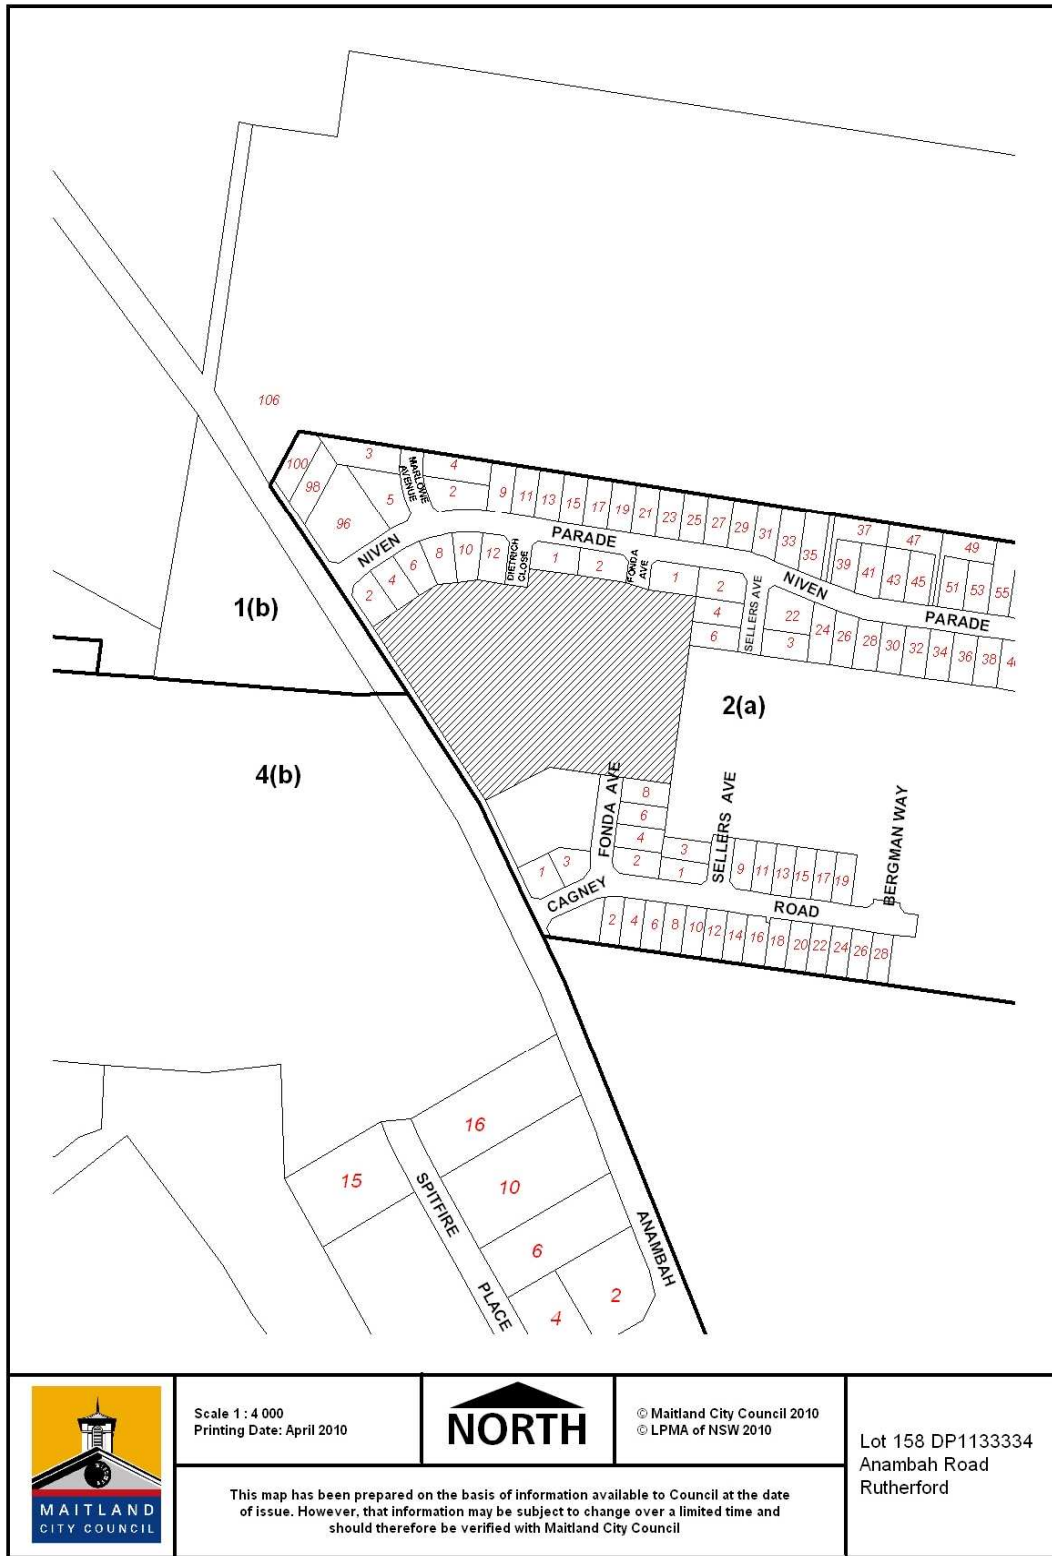 106
100
98
96
3
5
MARLOWE
AVENUE
4
2
9
11
13
15
17
19
21
23
25
27
29
31
33
35
37
47
49
39
41
43
45
51
53
55
NIVEN
PARADE
2
4
6
8
10
12
DIETRICH
CLOSE
1
2
FONDA
AVE
1
2
4
6
SELLERS AVE
NIVEN
PARADE
22
3
24
26
28
30
32
34
36
38
1(b)
2(a)
4(b)
FONDA AVE
8
6
4
2
SELLERS AVE
3
1
BERGMAN WAY
1
3
CAGNEY
ROAD
9
11
13
15
17
19
2
4
6
8
10
12
14
16
18
20
22
24
26
28
16
15
10
6
2
4
SPITFIRE
PLACE
ANAMBAH
MAITLAND
CITY COUNCIL
Scale 1 : 4 000
Printing Date: April 2010
NORTH
© Maitland City Council 2010
© LPMA of NSW 2010
This map has been prepared on the basis of information available to Council at the date
of issue. However, that information may be subject to change over a limited time and
should therefore be verified with Maitland City Council
Lot 158 DP1133334
Anambah Road
Rutherford